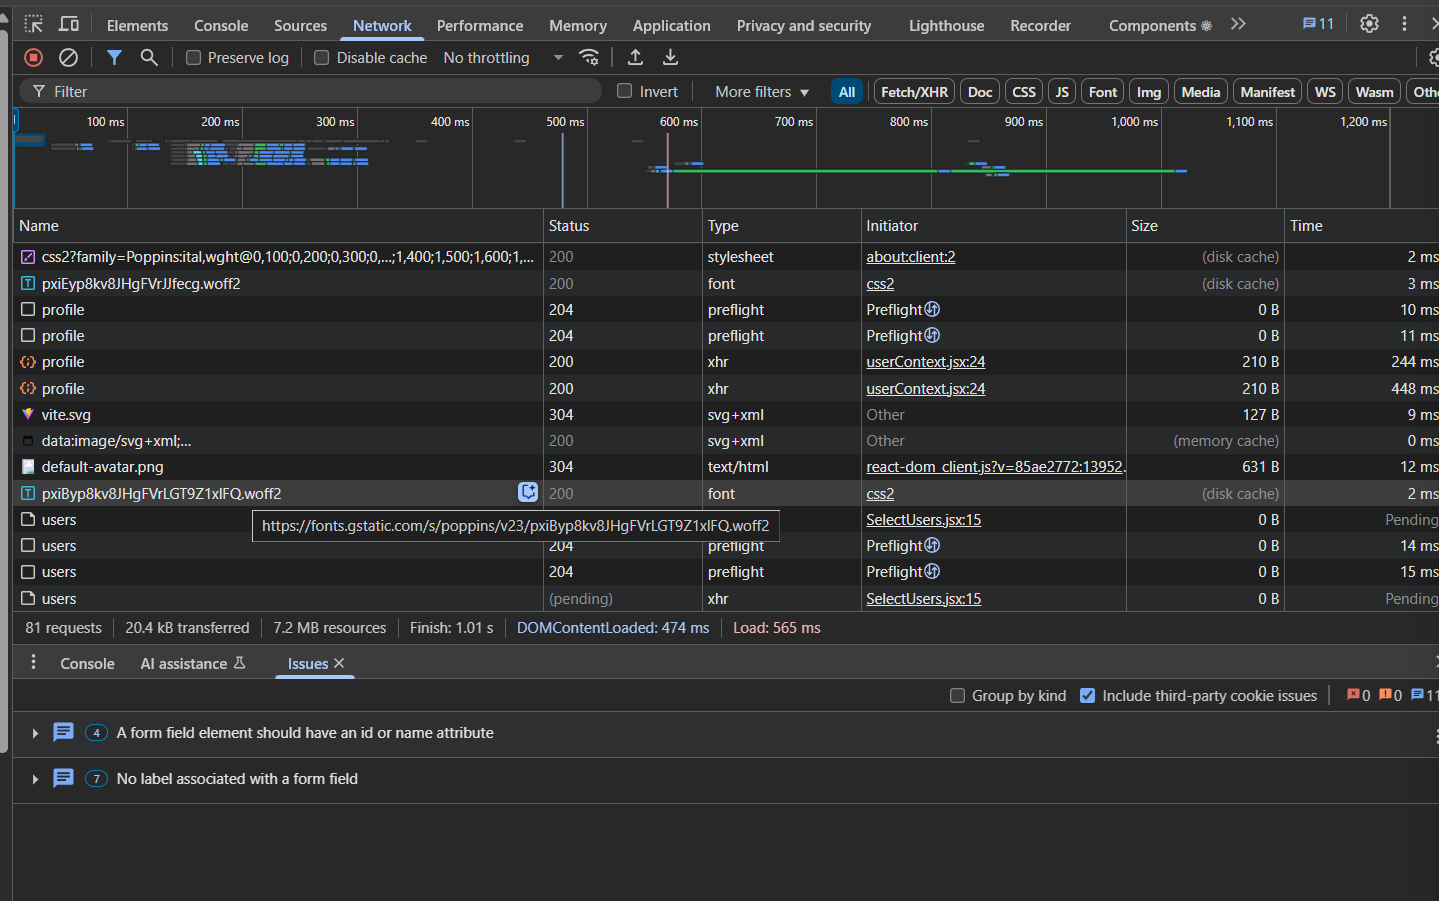 Elements Console Sources Network Performance Memory Application Privacy and security Lighthouse Recorder Components 11
Preserve log Disable cache No throttling
Filter Invert More filters All Fetch/XHR Doc CSS JS Font Img Media Manifest WS Wasm
100 ms 200 ms 300 ms 400 ms 500 ms 600 ms 700 ms 800 ms 900 ms 1,000 ms 1,100 ms 1,200 ms
Name Status Type Initiator Size Time
css2?family=Poppins:ital,wght@0,100;0,200;0,300;0,...;1,400;1,500;1,600;1,... 200 stylesheet about:client:2 (disk cache) 2 ms
pxiEyp8kv8JHgFVrJJfecg.woff2 200 font css2 (disk cache) 3 ms
profile 204 preflight Preflight 0 B 10 ms
profile 204 preflight Preflight 0 B 11 ms
profile 200 xhr userContext.jsx:24 210 B 244 ms
profile 200 xhr userContext.jsx:24 210 B 448 ms
vite.svg 304 svg+xml Other 127 B 9 ms
data:image/svg+xml;... 200 svg+xml Other (memory cache) 0 ms
default-avatar.png 304 text/html react-dom_client.js?v=85ae2772:13952. 631 B 12 ms
pxiByp8kv8JHgFVrLGT9Z1xlFQ.woff2 200 font css2 (disk cache) 2 ms
users SelectUsers.jsx:15 0 B Pending
https://fonts.gstatic.com/s/poppins/v23/pxiByp8kv8JHgFVrLGT9Z1xlFQ.woff2
users 204 preflight Preflight 0 B 14 ms
users 204 preflight Preflight 0 B 15 ms
users (pending) xhr SelectUsers.jsx:15 0 B Pending
81 requests 20.4 kB transferred 7.2 MB resources Finish: 1.01 s DOMContentLoaded: 474 ms Load: 565 ms
Console AI assistance Issues
Group by kind Include third-party cookie issues 0 0 11
4 A form field element should have an id or name attribute
7 No label associated with a form field